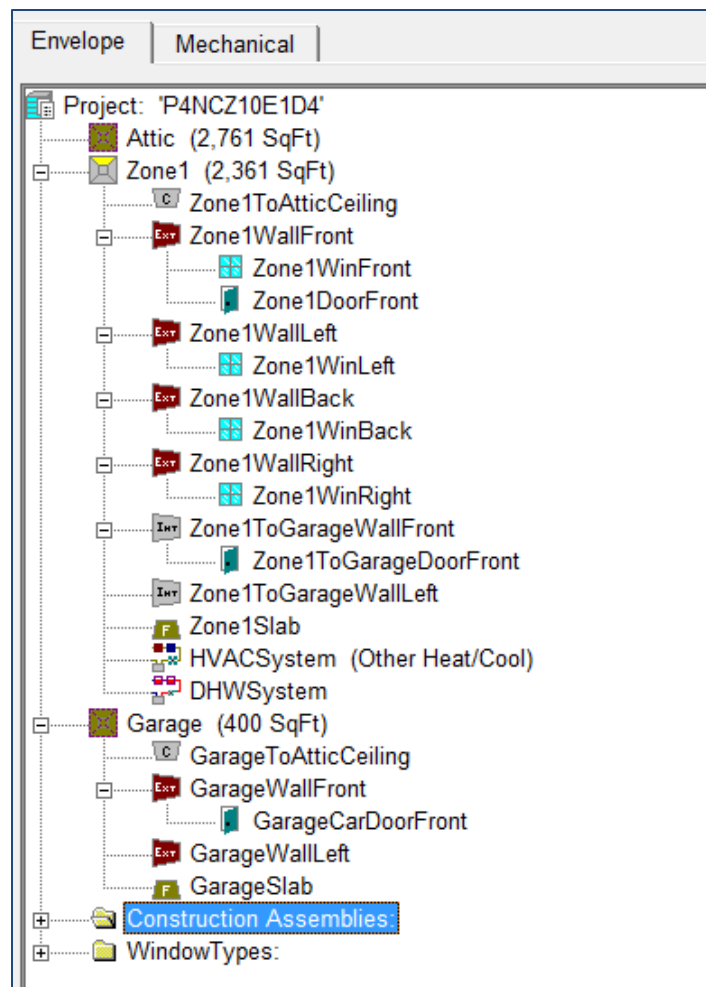 Envelope
Mechanical
Project: 'P4NCZ10E1D4'
Attic (2,761 SqFt)
Zone1 (2,361 SqFt)
C Zone1ToAtticCeiling
Ext Zone1WallFront
Zone1WinFront
Zone1DoorFront
Ext Zone1WallLeft
Zone1WinLeft
Ext Zone1WallBack
Zone1WinBack
Ext Zone1WallRight
Zone1WinRight
Int Zone1ToGarageWallFront
Zone1ToGarageDoorFront
Int Zone1ToGarageWallLeft
F Zone1Slab
HVACSystem (Other Heat/Cool)
DHWSystem
Garage (400 SqFt)
C GarageToAtticCeiling
Ext GarageWallFront
GarageCarDoorFront
Ext GarageWallLeft
F GarageSlab
Construction Assemblies:
WindowTypes: